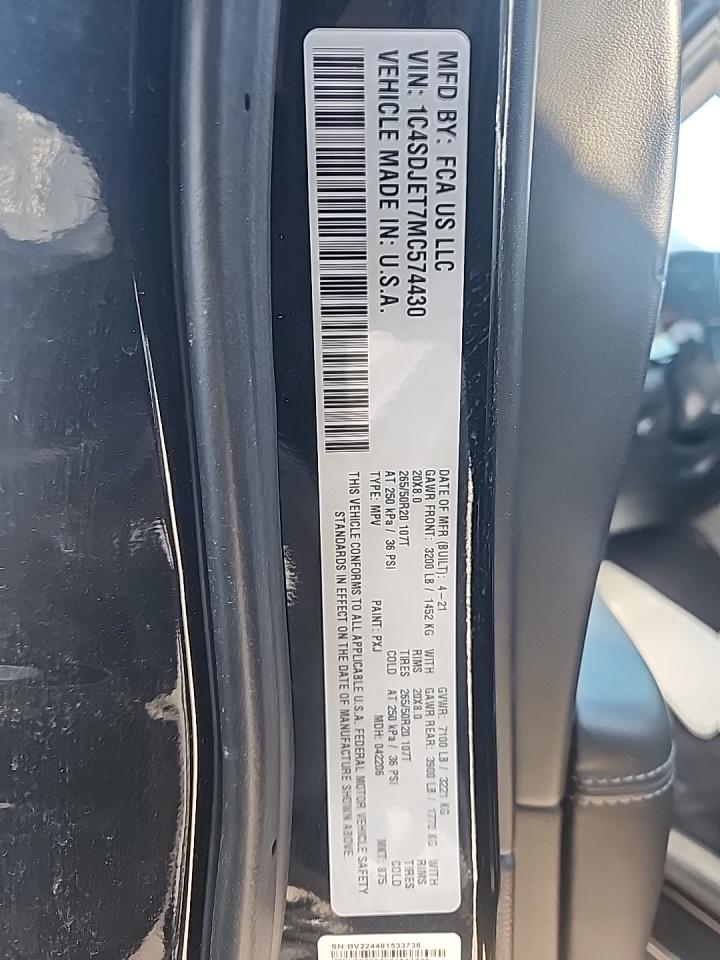 MFD BY: FCA US LLC
VIN: 1C4SDJET7MC574430
VEHICLE MADE IN: U.S.A.
DATE OF MFR (BUILT): 4-21 GVWR: 7100 LB / 3221 KG
GAWR FRONT: 3200 LB / 1452 KG WITH GAWR REAR: 3900 LB / 1770 KG WITH
20X8.0 RIMS 20X8.0 RIMS
265/50R20 107T TIRES 265/50R20 107T TIRES
AT 250 kPa / 36 PSI COLD AT 250 kPa / 36 PSI COLD
TYPE: MPV PAINT: PXJ MDH: 042206 MKT: 875
THIS VEHICLE CONFORMS TO ALL APPLICABLE U.S.A. FEDERAL MOTOR VEHICLE SAFETY
STANDARDS IN EFFECT ON THE DATE OF MANUFACTURE SHOWN ABOVE.
SN:BV224481533736